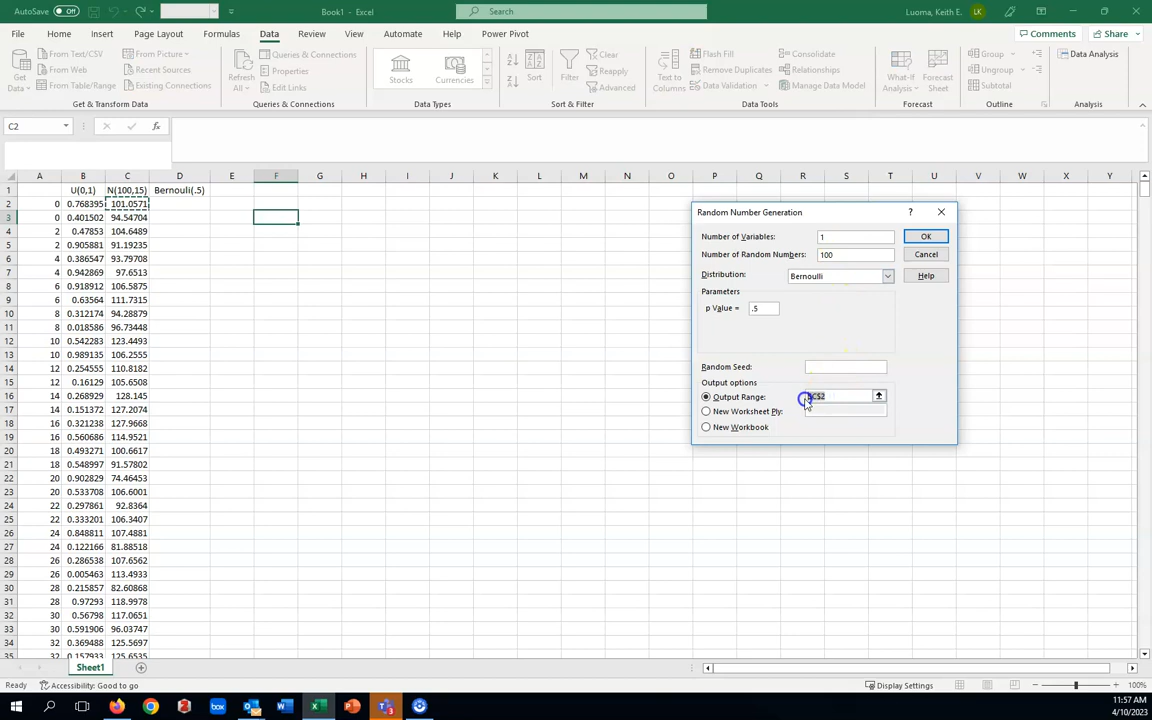 AutoSave Off Book1 - Excel Search Luoma, Keith E. LK
File Home Insert Page Layout Formulas Data Review View Automate Help Power Pivot Comments Share
Get Data From Text/CSV From Picture Refresh All Queries & Connections Stocks Currencies Sort Filter Clear Text to Columns Flash Fill Consolidate What-If Analysis Forecast Sheet Group Data Analysis
From Web Recent Sources Properties Reapply Remove Duplicates Relationships Ungroup
From Table/Range Existing Connections Edit Links Advanced Data Validation Manage Data Model Subtotal
Get & Transform Data Queries & Connections Data Types Sort & Filter Data Tools Forecast Outline Analysis
C2 fx
A B C D E F G H I J K L M N O P Q R S T U V W X Y
1 U(0,1) N(100,15) Bernouli(.5)
2 0 0.768395 101.0571
3 0 0.401502 94.54704
4 2 0.47853 104.6489
5 2 0.905881 91.19235
6 4 0.386547 93.79708
7 4 0.942869 97.6513
8 6 0.918912 106.5875
9 6 0.63564 111.7315
10 8 0.312174 94.28879
11 8 0.018586 96.73448
12 10 0.542283 123.4493
13 10 0.989135 106.2555
14 12 0.254555 110.8182
15 12 0.16129 105.6508
16 14 0.268929 128.145
17 14 0.151372 127.2074
18 16 0.321238 127.9668
19 16 0.560686 114.9521
20 18 0.493271 100.6617
21 18 0.548997 91.57802
22 20 0.902829 74.46453
23 20 0.533708 106.6001
24 22 0.297861 92.8364
25 22 0.333201 106.3407
26 24 0.848811 107.4881
27 24 0.122166 81.88518
28 26 0.286538 107.6562
29 26 0.005463 113.4933
30 28 0.215857 82.60868
31 28 0.97293 118.9978
32 30 0.56798 117.0651
33 30 0.591906 96.03747
34 32 0.369488 125.5697
35 32 0.157933 125.6535
Random Number Generation ?
Number of Variables: 1 OK
Number of Random Numbers: 100 Cancel
Distribution: Bernoulli Help
Parameters
p Value = .5
Random Seed:
Output options
Output Range: $C$2
New Worksheet Ply:
New Workbook
Sheet1
Ready Accessibility: Good to go Display Settings 100%
11:57 AM
4/10/2023